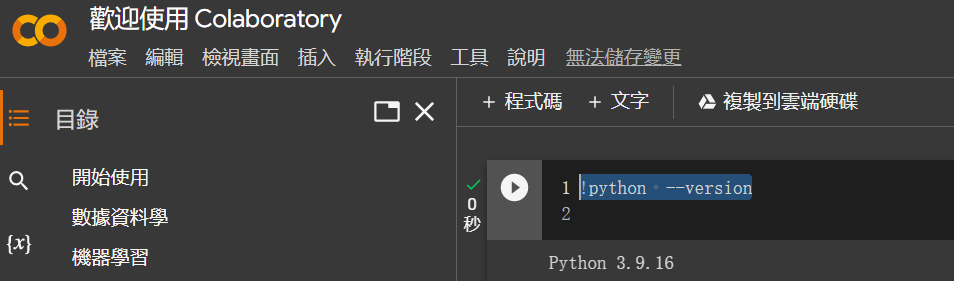 歡迎使用 Colaboratory
檔案 編輯 檢視畫面 插入 執行階段 工具 說明 無法儲存變更
目錄
+ 程式碼 + 文字 複製到雲端硬碟
開始使用
數據資料學
機器學習
{x}
0
秒
1 !python --version
2
Python 3.9.16